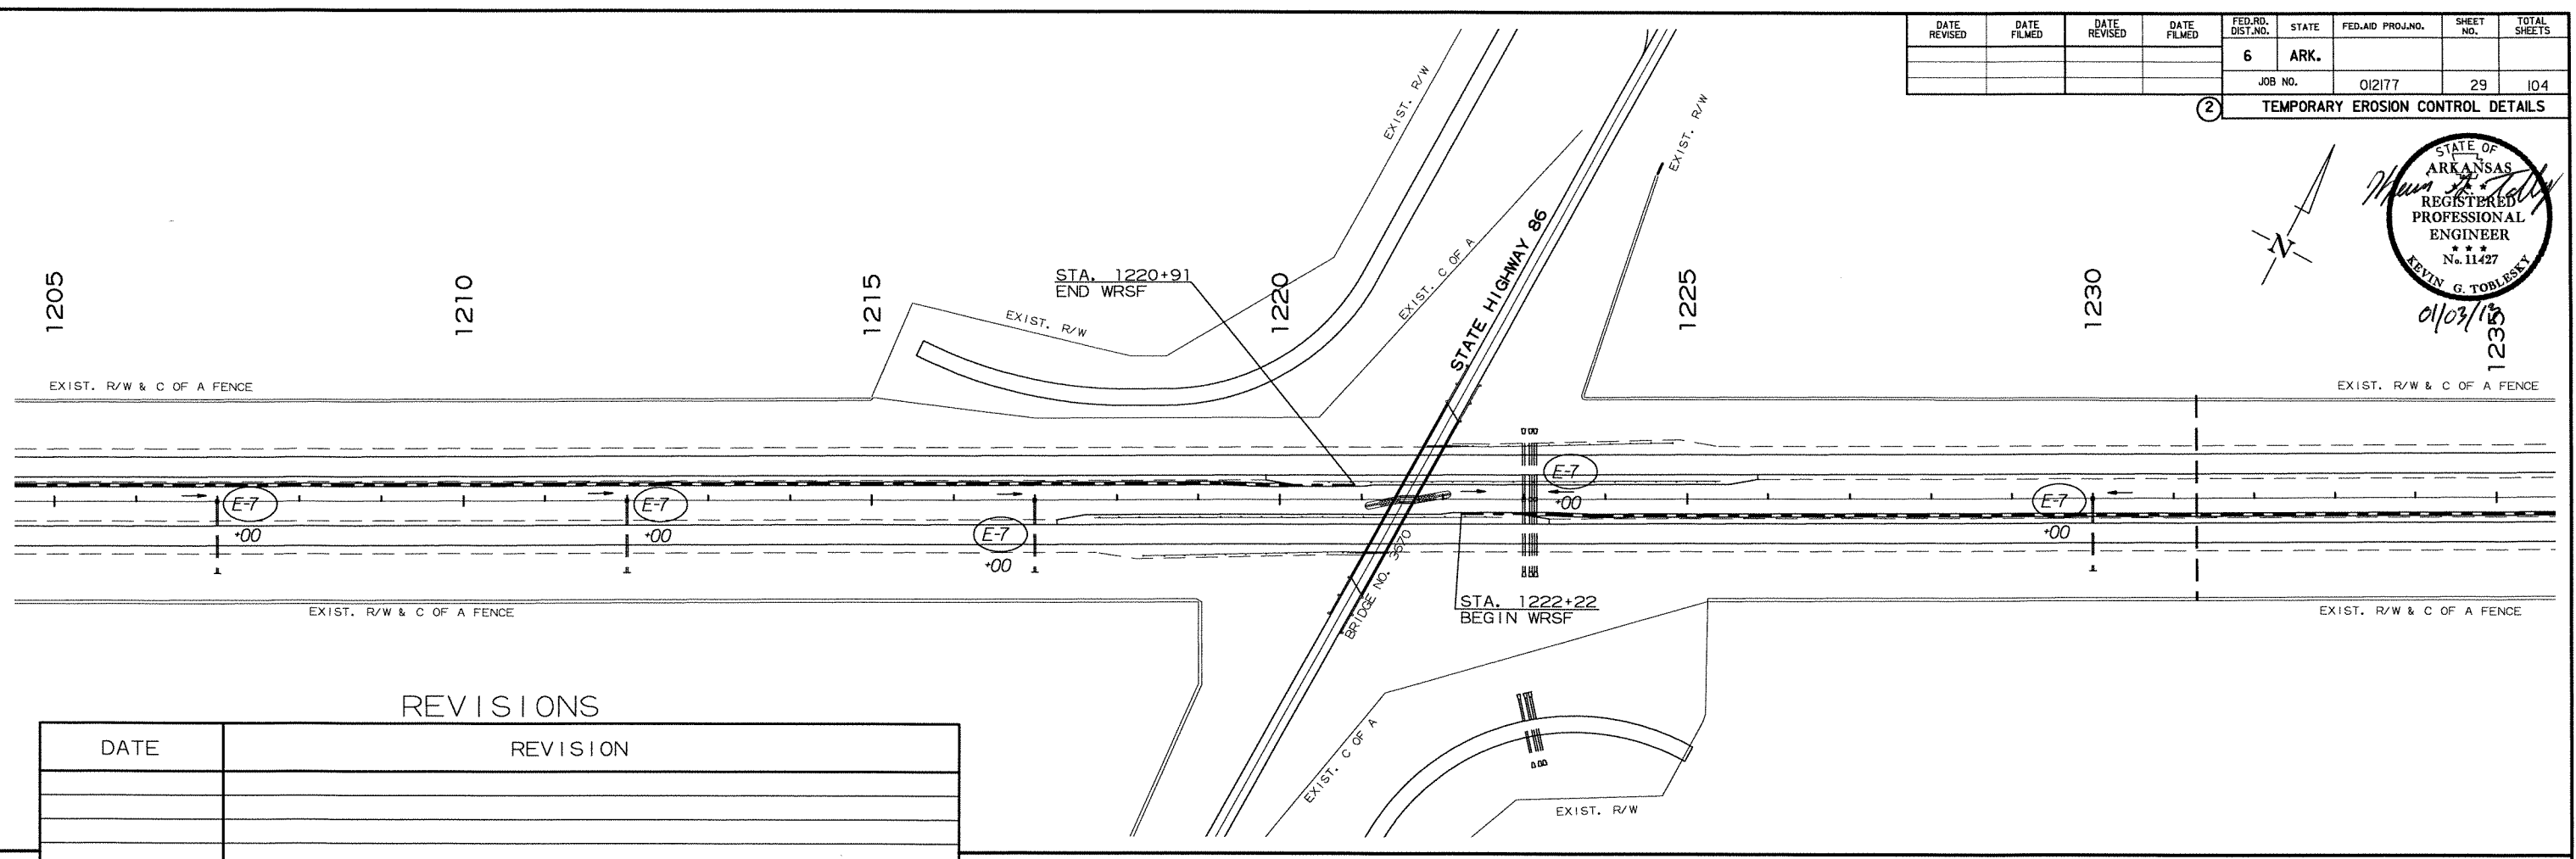 DATE REVISED DATE FILMED DATE REVISED DATE FILMED FED.RD. DIST.NO. STATE FED.AID PROJ.NO. SHEET NO. TOTAL SHEETS
6 ARK.
JOB NO. 012177 29 104
2 TEMPORARY EROSION CONTROL DETAILS
STATE OF
ARKANSAS
★ ★ ★
REGISTERED
PROFESSIONAL
ENGINEER
★ ★ ★
No. 11427
KEVIN G. TOBLESKY
N
EXIST. R/W
EXIST. R/W
EXIST. C OF A
STATE HIGHWAY 86
STA. 1220+91
END WRSF
EXIST. R/W
1205
1210
1215
1220
1225
1230
1235
EXIST. R/W & C OF A FENCE
EXIST. R/W & C OF A FENCE
E-7
+00
E-7
+00
E-7
+00
E-7
+00
E-7
+00
BRIDGE NO. 3670
STA. 1222+22
BEGIN WRSF
EXIST. R/W & C OF A FENCE
EXIST. R/W & C OF A FENCE
EXIST. C OF A
EXIST. R/W
REVISIONS
DATE REVISION